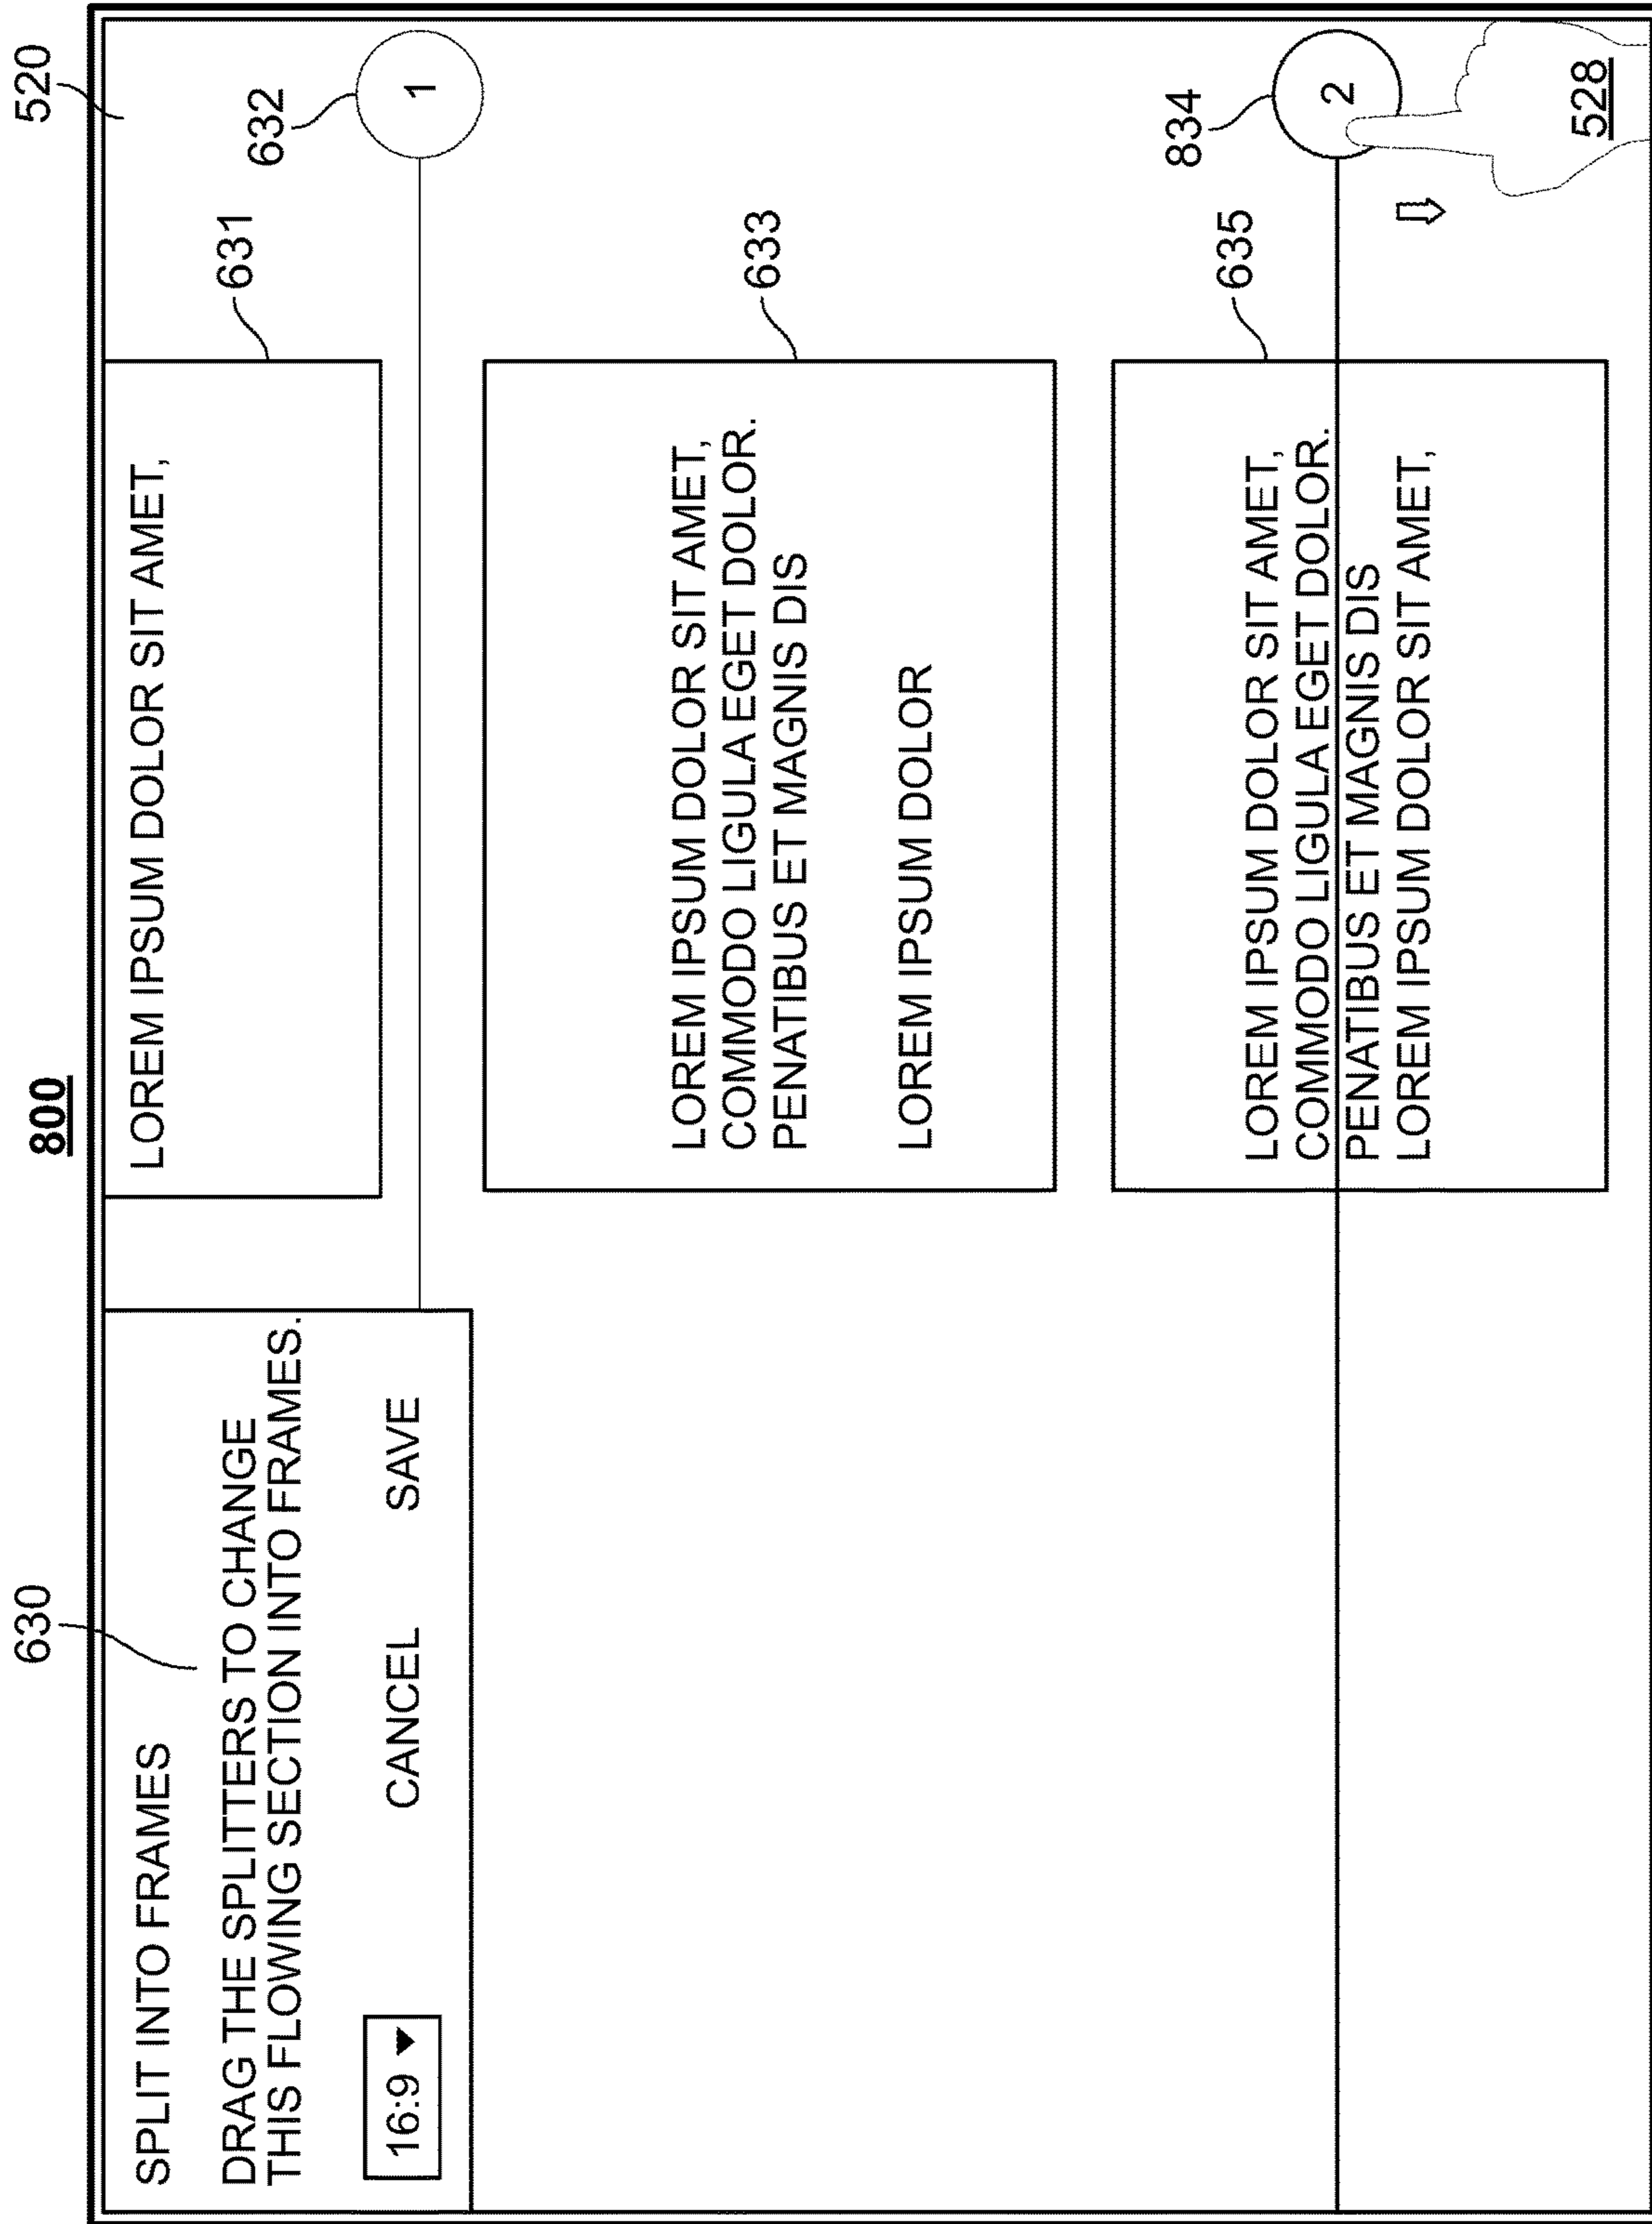 800
630
520
SPLIT INTO FRAMES
DRAG THE SPLITTERS TO CHANGE
THIS FLOWING SECTION INTO FRAMES.
16:9
CANCEL
SAVE
LOREM IPSUM DOLOR SIT AMET,
631
632
1
LOREM IPSUM DOLOR SIT AMET,
COMMODO LIGULA EGET DOLOR.
PENATIBUS ET MAGNIS DIS
LOREM IPSUM DOLOR
633
LOREM IPSUM DOLOR SIT AMET,
COMMODO LIGULA EGET DOLOR.
PENATIBUS ET MAGNIS DIS
LOREM IPSUM DOLOR SIT AMET,
635
834
2
528